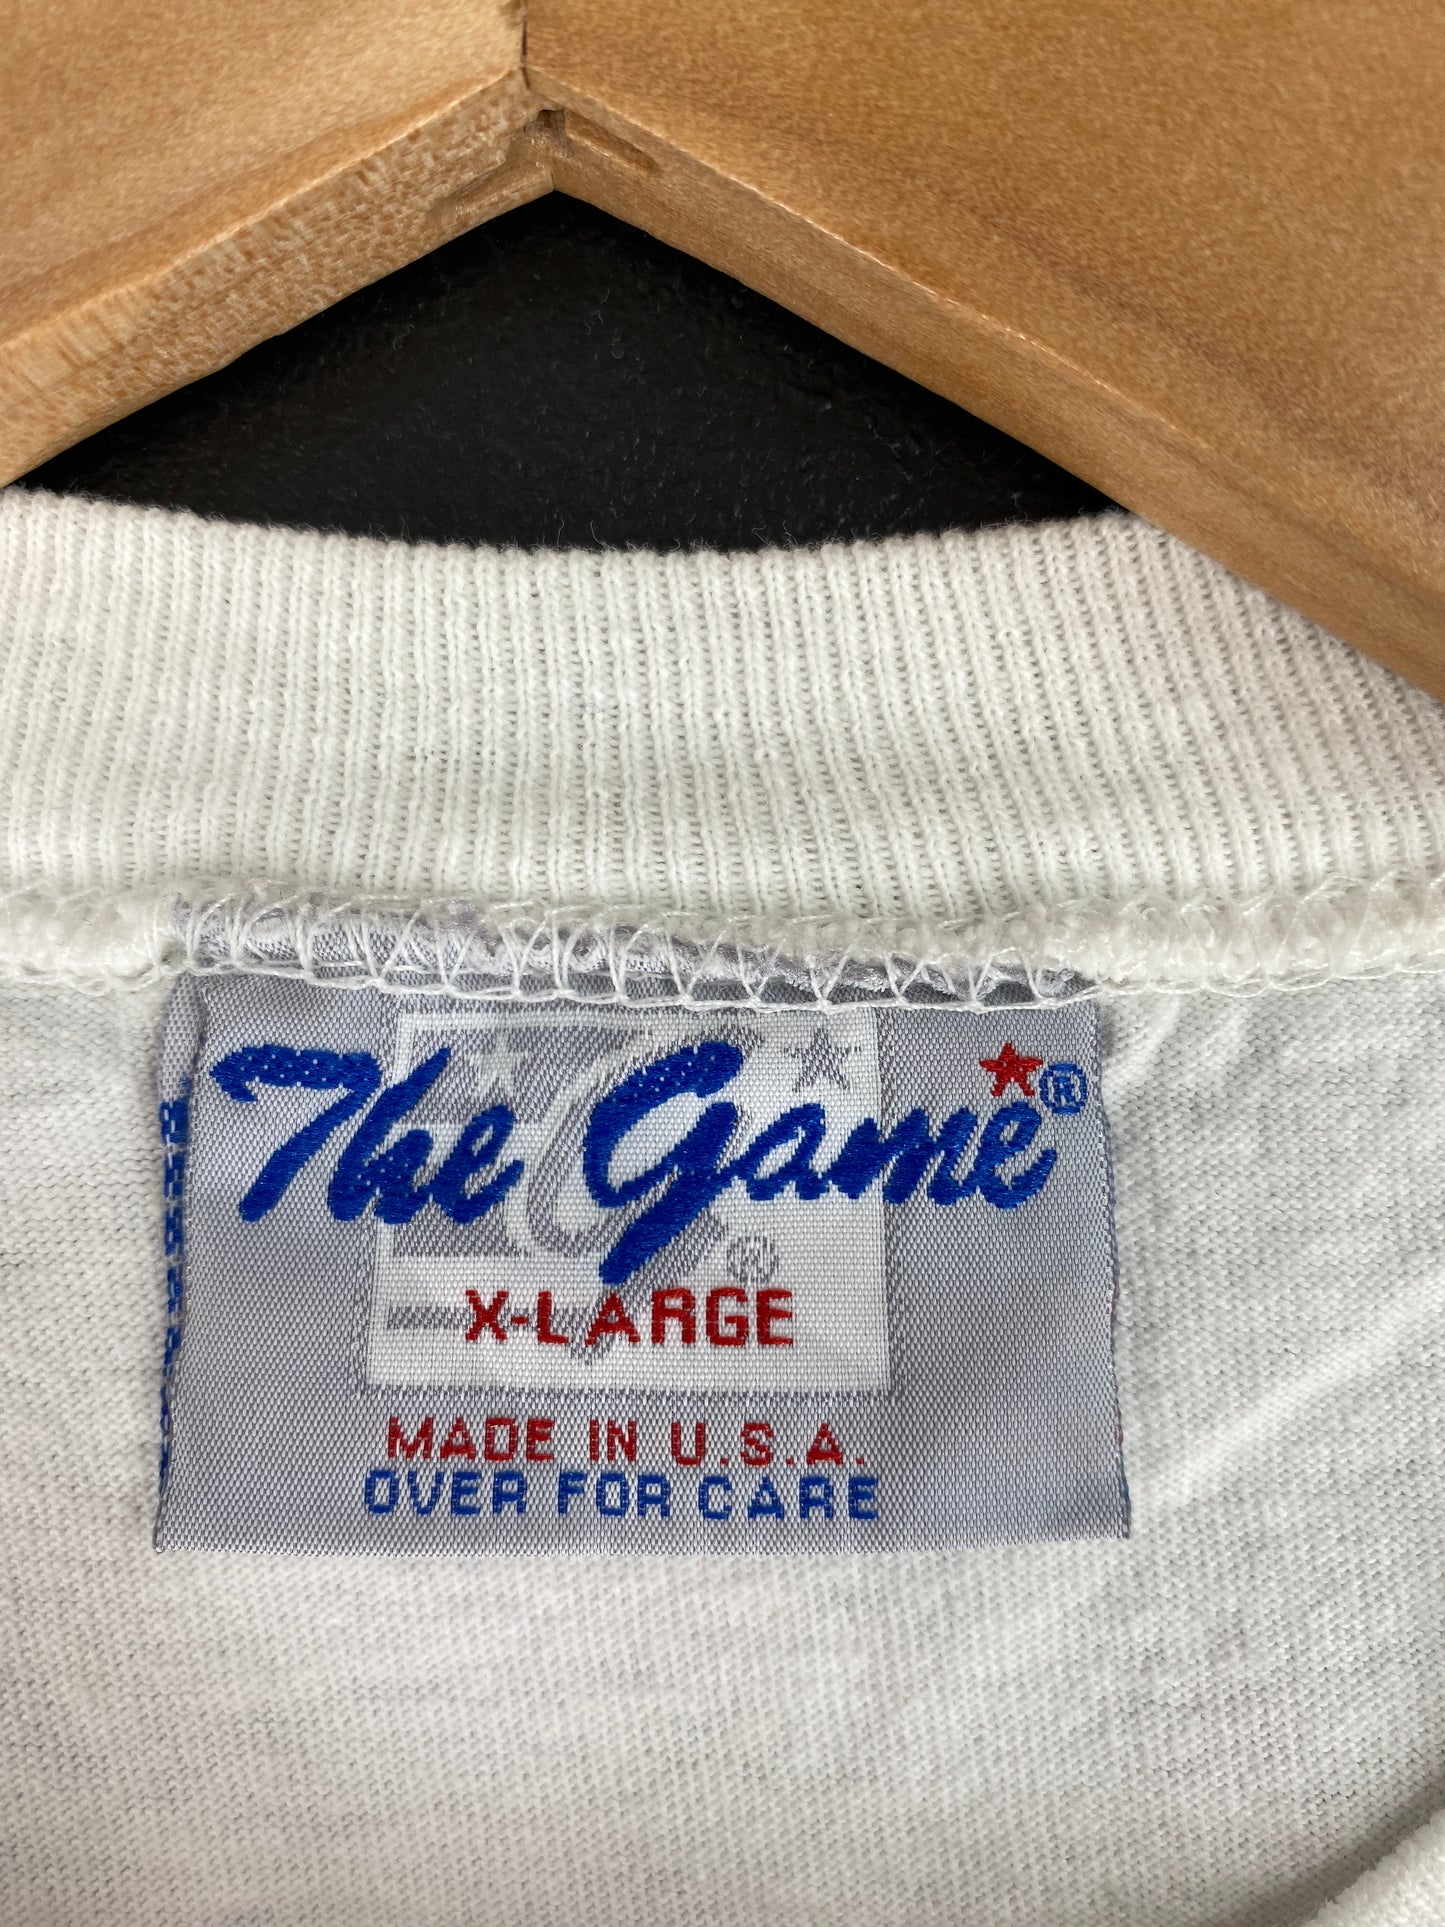 The Game®
®
X-LARGE
MADE IN U.S.A.
OVER FOR CARE